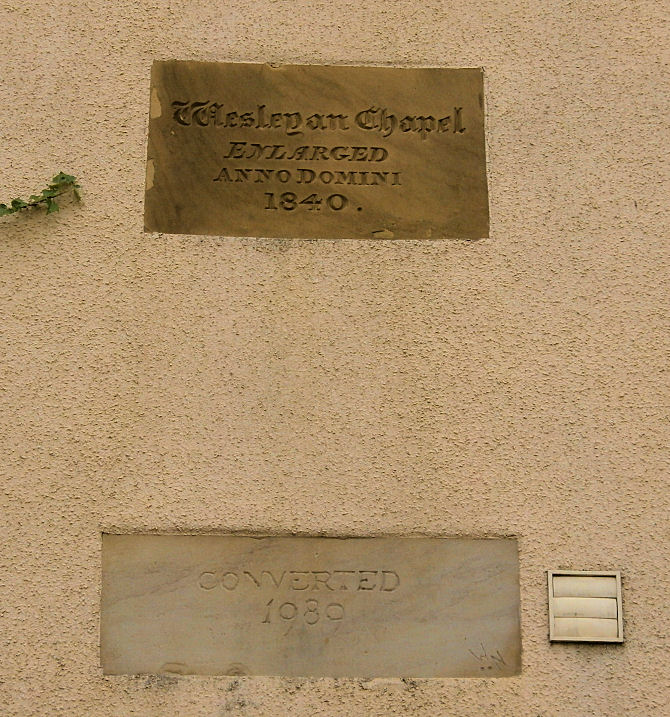 Wesleyan Chapel
ENLARGED
ANNO DOMINI
1840.
CONVERTED
1980